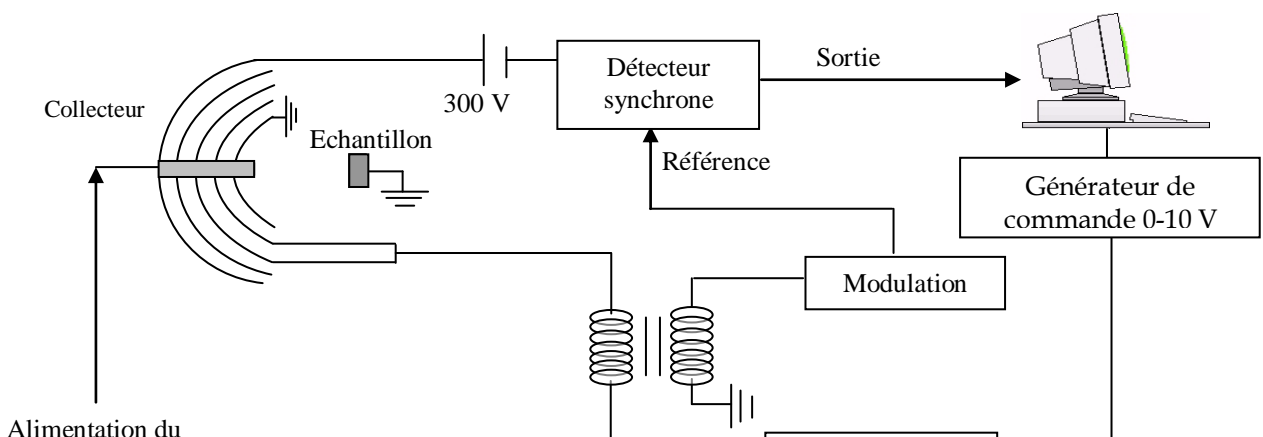 Détecteur
synchrone
Sortie
Collecteur
300 V
Echantillon
Référence
Générateur de
commande 0-10 V
Modulation
Alimentation du